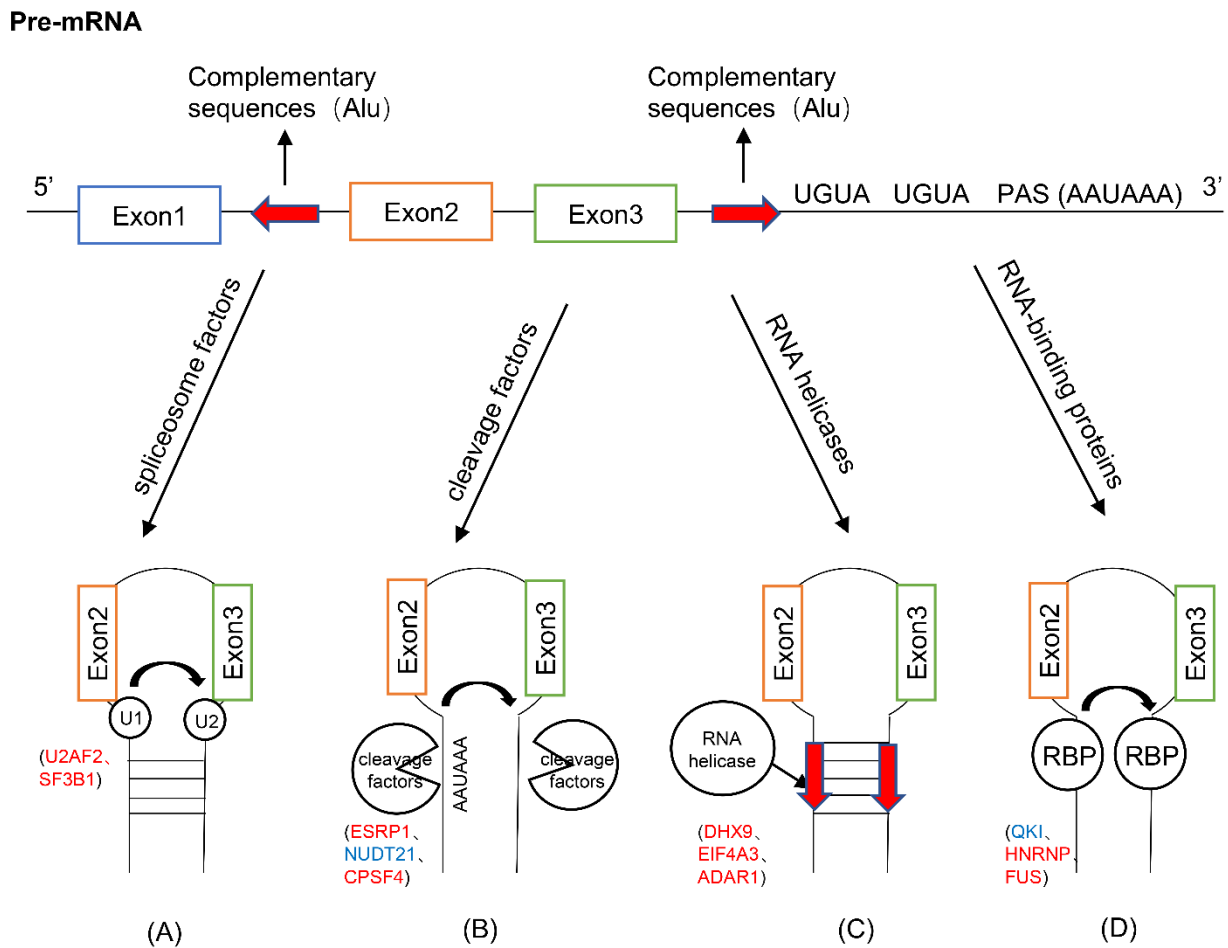 Pre-mRNA
Complementary
sequences（Alu）
Complementary
sequences（Alu）
5’
Exon1
Exon2
Exon3
UGUA
UGUA
PAS (AAUAAA)
3’
spliceosome factors
cleavage factors
RNA helicases
RNA-binding proteins
Exon2
Exon3
U1
U2
(U2AF2、
SF3B1)
(A)
Exon2
Exon3
cleavage
factors
AAUAAA
cleavage
factors
(ESRP1、
NUDT21、
CPSF4)
(B)
Exon2
Exon3
RNA
helicase
(DHX9、
EIF4A3、
ADAR1)
(C)
Exon2
Exon3
RBP
RBP
(QKI、
HNRNP、
FUS)
(D)